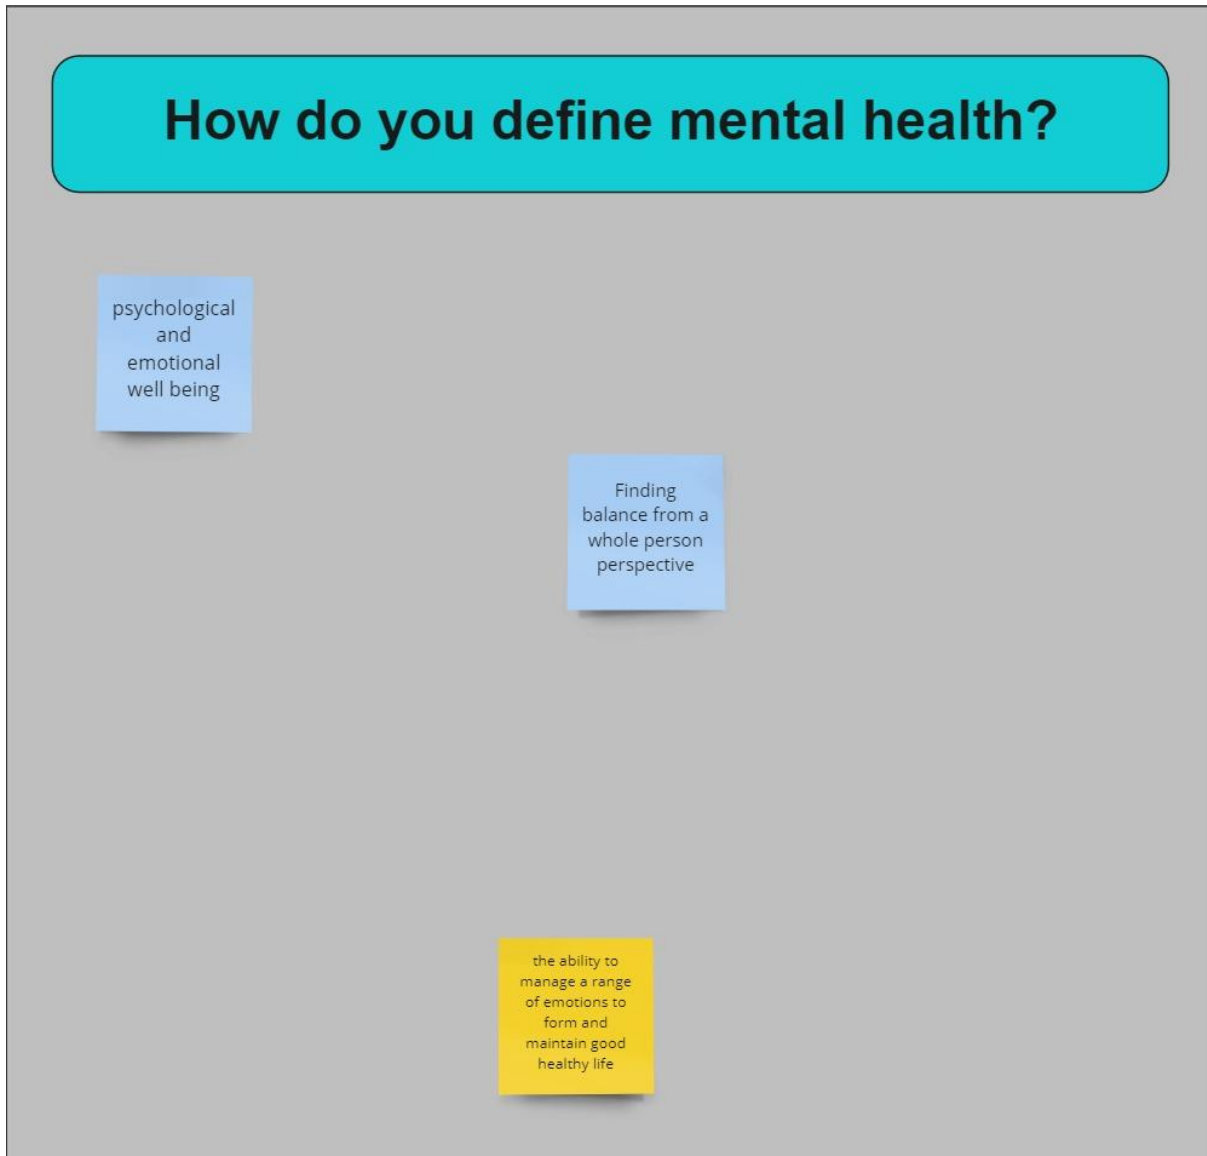 How do you define mental health?
psychological
and
emotional
well being
Finding
balance from a
whole person
perspective
the ability to
manage a range
of emotions to
form and
maintain good
healthy life